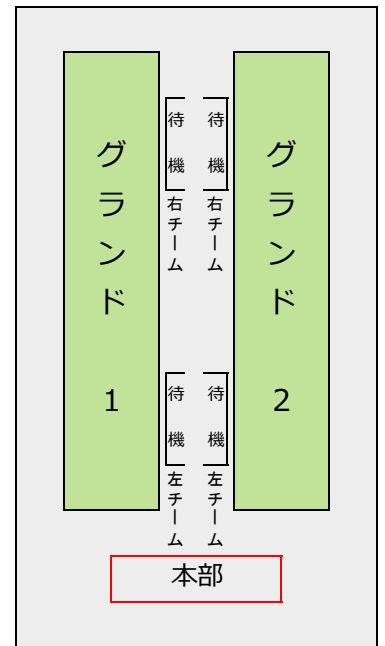 グランド 1
待機
右チーム
待機
右チーム
グランド 2
待機
左チーム
待機
左チーム
本部